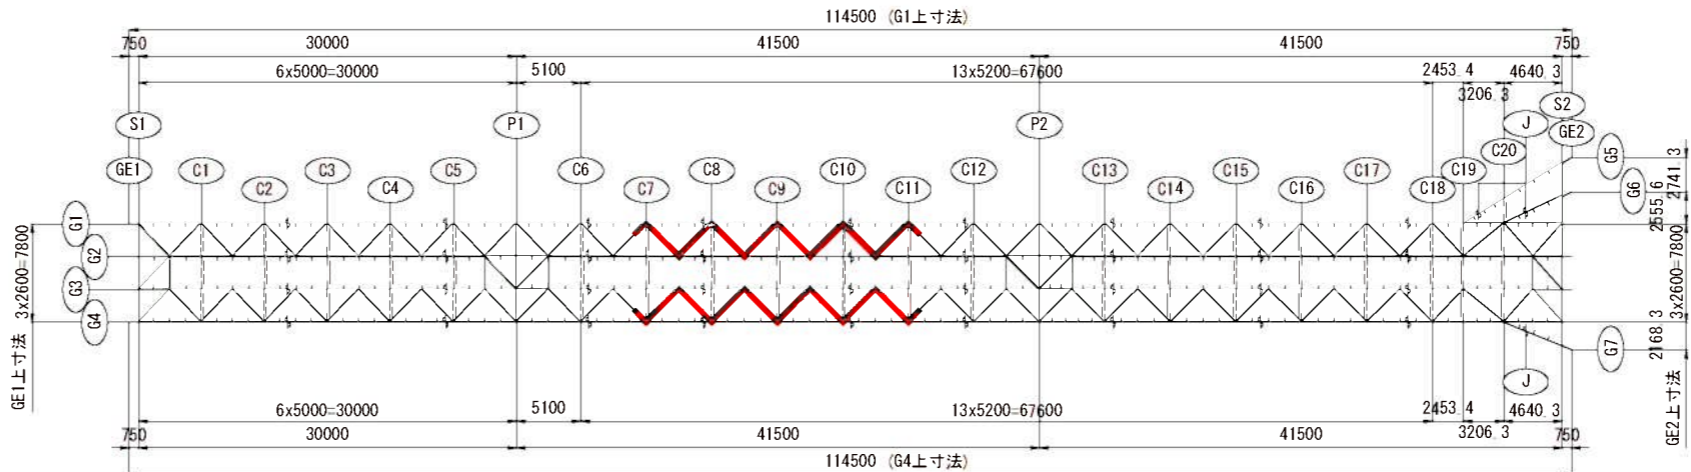 114500 (G1上寸法)
750 30000 41500 41500 750
6x5000=30000 5100 13x5200=67600 2453.4 4640.3
3206.3
S1 P1 P2 J S2
GE1 C1 C2 C3 C4 C5 C6 C7 C8 C9 C10 C11 C12 C13 C14 C15 C16 C17 C18 C19 C20 GE2
G1
G2
G3
G4
G5
G6
G7
J
3x2600=7800
GE1上寸法
2741.3
2555.6
3x2600=7800
2168.3
GE2上寸法
6x5000=30000 5100 13x5200=67600 2453.4 4640.3
3206.3
750 30000 41500 41500 750
114500 (G4上寸法)